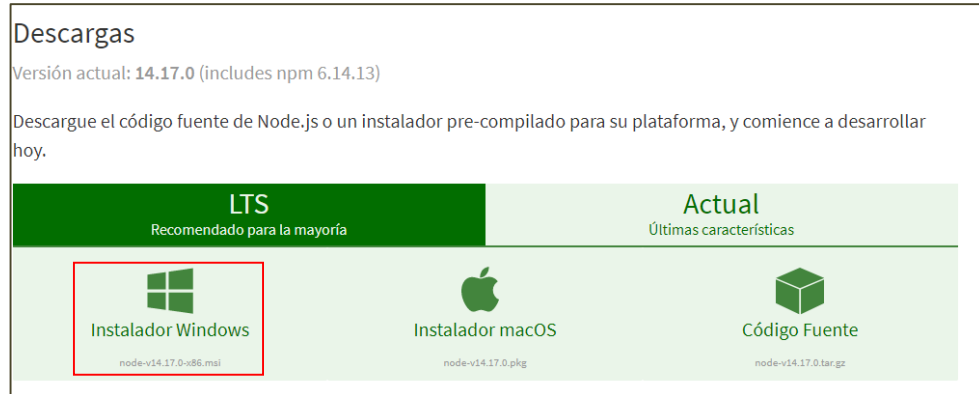 Descargas
Versión actual: 14.17.0 (includes npm 6.14.13)
Descargue el código fuente de Node.js o un instalador pre-compilado para su plataforma, y comience a desarrollar
hoy.
LTS
Recomendado para la mayoría
Actual
Últimas características
Instalador Windows
node-v14.17.0-x86.msi
Instalador macOS
node-v14.17.0.pkg
Código Fuente
node-v14.17.0.tar.gz